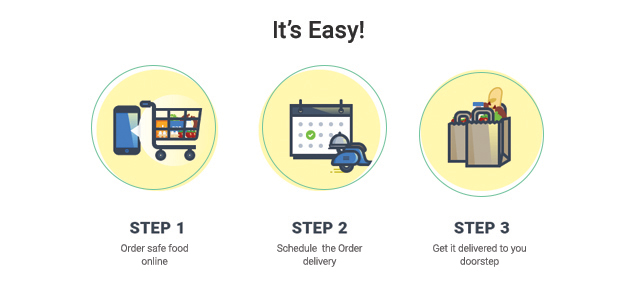 It's Easy!
STEP 1
Order safe food
online
STEP 2
Schedule the Order
delivery
STEP 3
Get it delivered to you
doorstep